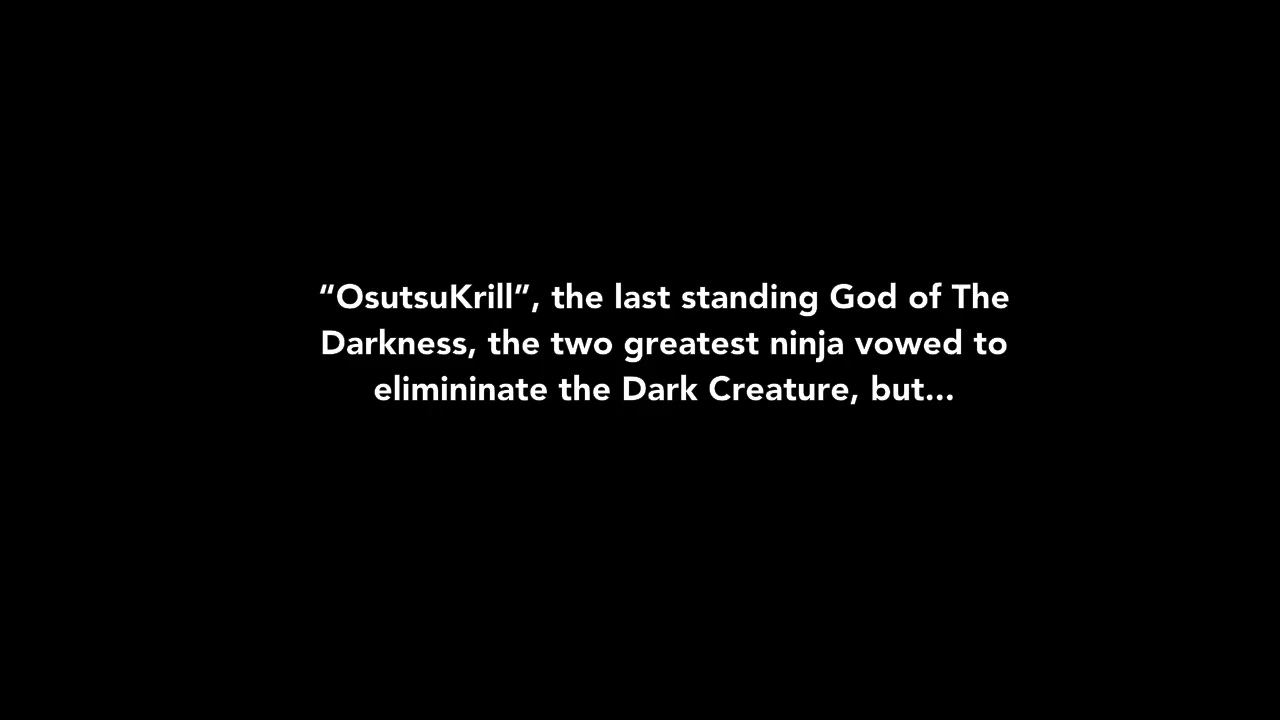 “OsutsuKrill”, the last standing God of The
Darkness, the two greatest ninja vowed to
elimininate the Dark Creature, but...